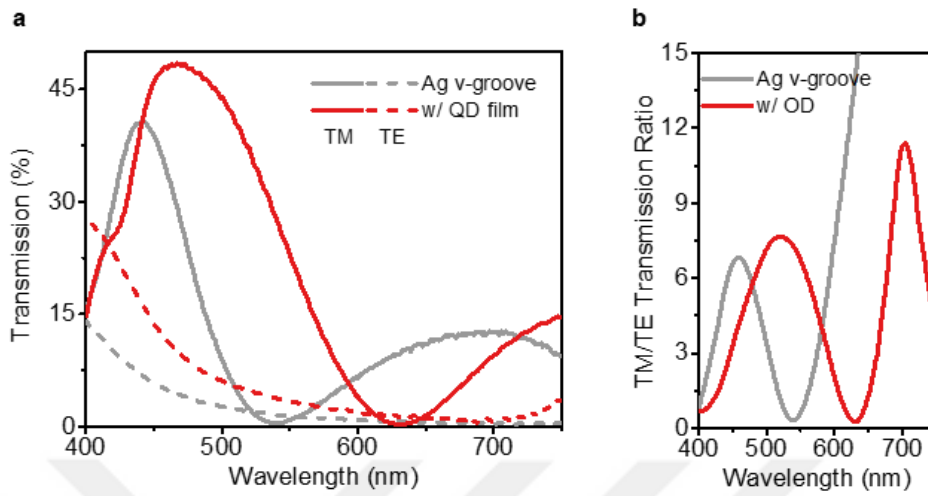 a
Transmission (%)
45
30
15
0
400
500
600
700
Wavelength (nm)
Ag v-groove
w/ QD film
TM TE
b
TM/TE Transmission Ratio
15
12
9
6
3
0
400 500 600 700
Wavelength (nm)
Ag v-groove
w/ OD